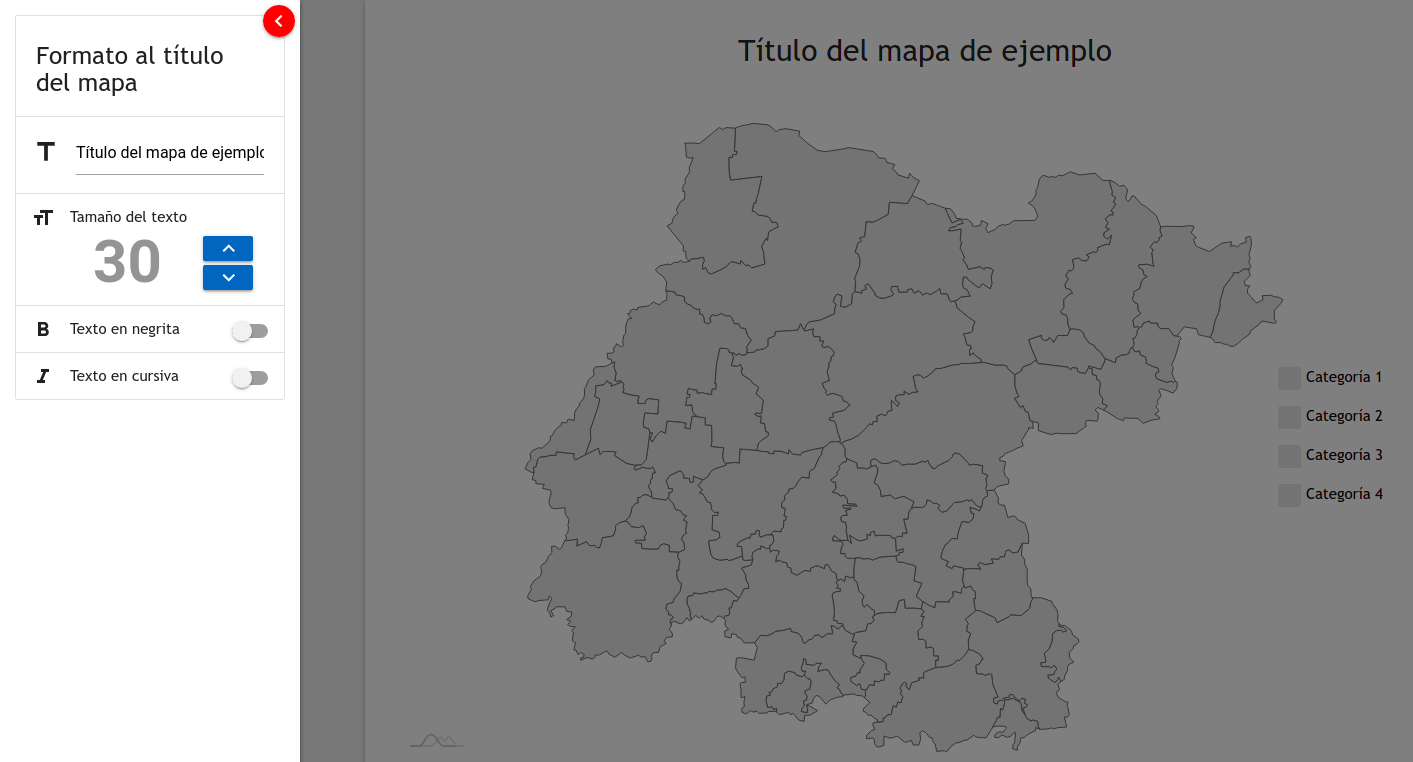 Formato al título
del mapa
Título del mapa de ejemplo
Tamaño del texto
30
B Texto en negrita
I Texto en cursiva
Título del mapa de ejemplo
Categoría 1
Categoría 2
Categoría 3
Categoría 4